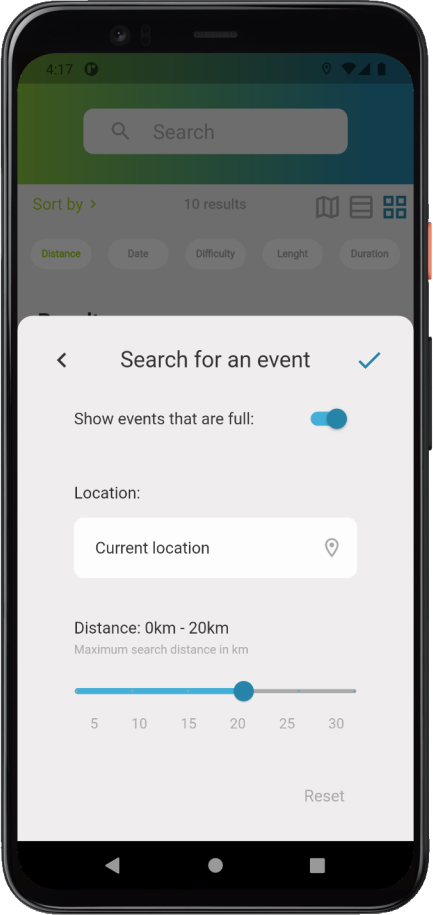 4:17
Search
Sort by
10 results
Distance Date Difficulty Lenght Duration
Search for an event
Show events that are full:
Location:
Current location
Distance: 0km - 20km
Maximum search distance in km
5 10 15 20 25 30
Reset